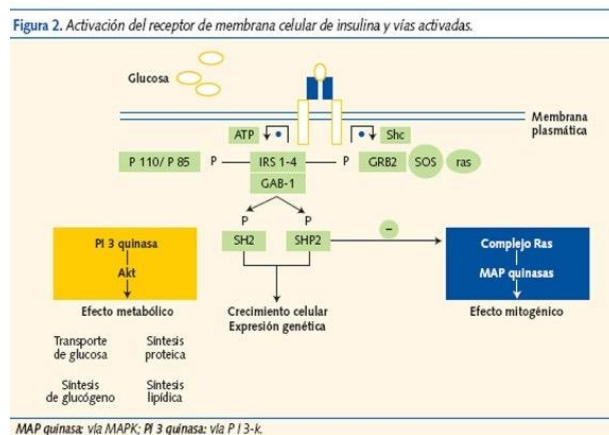 Figura 2. Activación del receptor de membrana celular de insulina y vías activadas.
Glucosa
Membrana
plasmática
ATP
Shc
P 110/ P 85
P
IRS 1-4
P
GRB2
SOS
ras
GAB-1
P
P
SH2
SHP2
−
PI 3 quinasa
Akt
Complejo Ras
MAP quinasas
Efecto metabólico
Crecimiento celular
Expresión genética
Efecto mitogénico
Transporte
de glucosa
Síntesis
proteica
Síntesis
de glucógeno
Síntesis
lipídica
MAP quinasa: vía MAPK; PI 3 quinasa: vía P I 3-k.